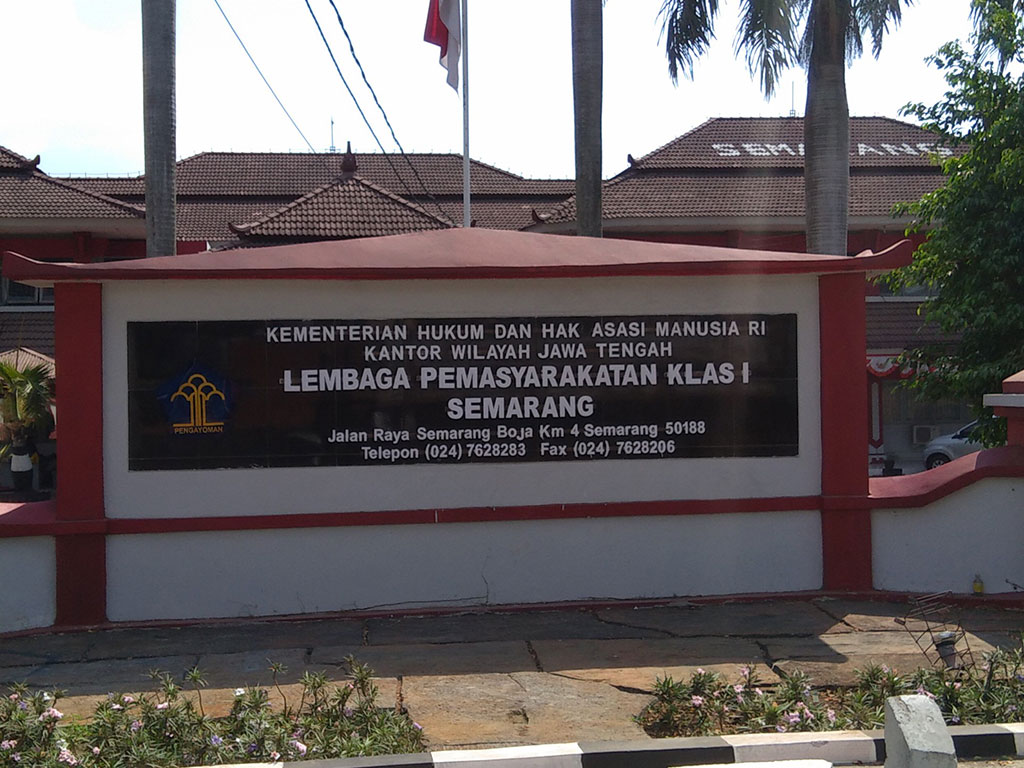 SEMARANG
KEMENTERIAN HUKUM DAN HAK ASASI MANUSIA RI
KANTOR WILAYAH JAWA TENGAH
LEMBAGA PEMASYARAKATAN KLAS I
SEMARANG
Jalan Raya Semarang Boja Km 4 Semarang 50188
Telepon (024) 7628283 Fax (024) 7628206
PENGAYOMAN